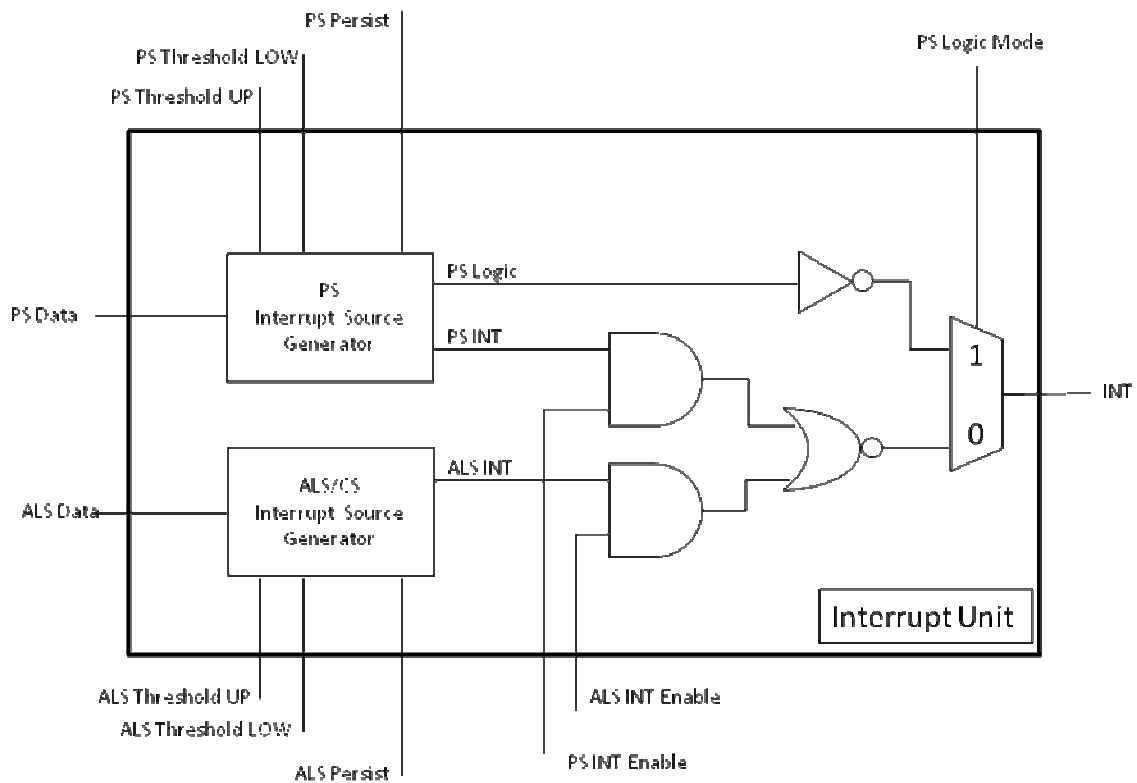 PS Persist
PS Threshold LOW
PS Threshold UP
PS Logic Mode
PS Logic
PS
Interrupt Source
Generator
PS Data
PS INT
1
INT
0
ALS INT
ALS/CS
Interrupt Source
Generator
ALS Data
Interrupt Unit
ALS Threshold UP
ALS INT Enable
ALS Threshold LOW
PS INT Enable
ALS Persist